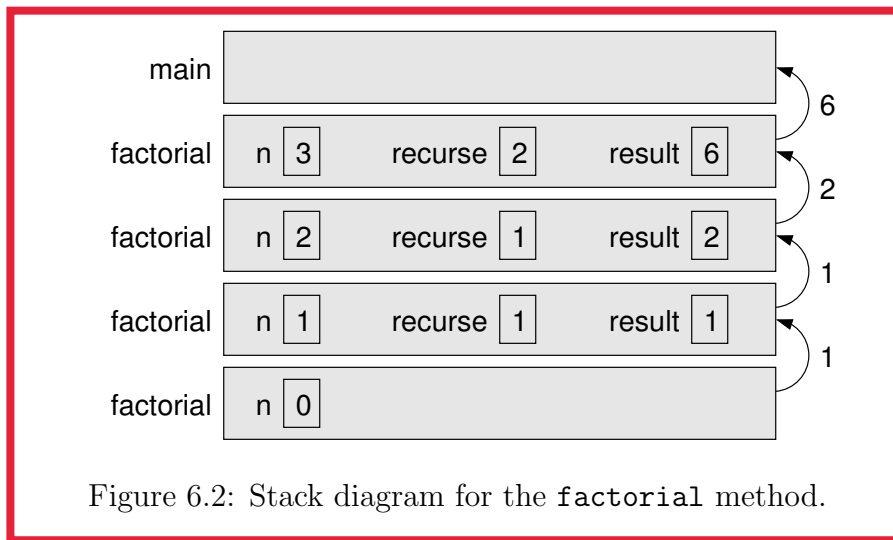 main
6
factorial n 3 recurse 2 result 6
2
factorial n 2 recurse 1 result 2
1
factorial n 1 recurse 1 result 1
1
factorial n 0
Figure 6.2: Stack diagram for the factorial method.